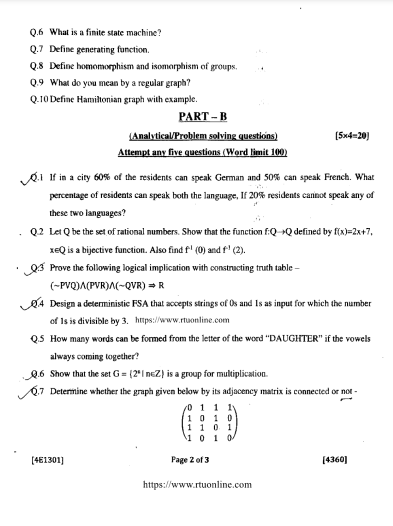 Q.6 What is a finite state machine?
Q.7 Define generating function.
Q.8 Define homomorphism and isomorphism of groups.
Q.9 What do you mean by a regular graph?
Q.10 Define Hamiltonian graph with example.
PART – B
(Analytical/Problem solving questions) [5×4=20]
Attempt any five questions (Word limit 100)
Q.1 If in a city 60% of the residents can speak German and 50% can speak French. What
percentage of residents can speak both the language, If 20% residents cannot speak any of
these two languages?
Q.2 Let Q be the set of rational numbers. Show that the function f:Q→Q defined by f(x)=2x+7,
x∈Q is a bijective function. Also find f⁻¹ (0) and f⁻¹ (2).
Q.3 Prove the following logical implication with constructing truth table –
(~PVQ)Λ(PVR)Λ(~QVR) ⇒ R
Q.4 Design a deterministic FSA that accepts strings of 0s and 1s as input for which the number
of 1s is divisible by 3. https://www.rtuonline.com
Q.5 How many words can be formed from the letter of the word "DAUGHTER" if the vowels
always coming together?
Q.6 Show that the set G = {2ⁿ| n∈Z} is a group for multiplication.
Q.7 Determine whether the graph given below by its adjacency matrix is connected or not -
0 1 1 1
1 0 1 0
1 1 0 1
1 0 1 0
[4E1301] Page 2 of 3 [4360]
https://www.rtuonline.com